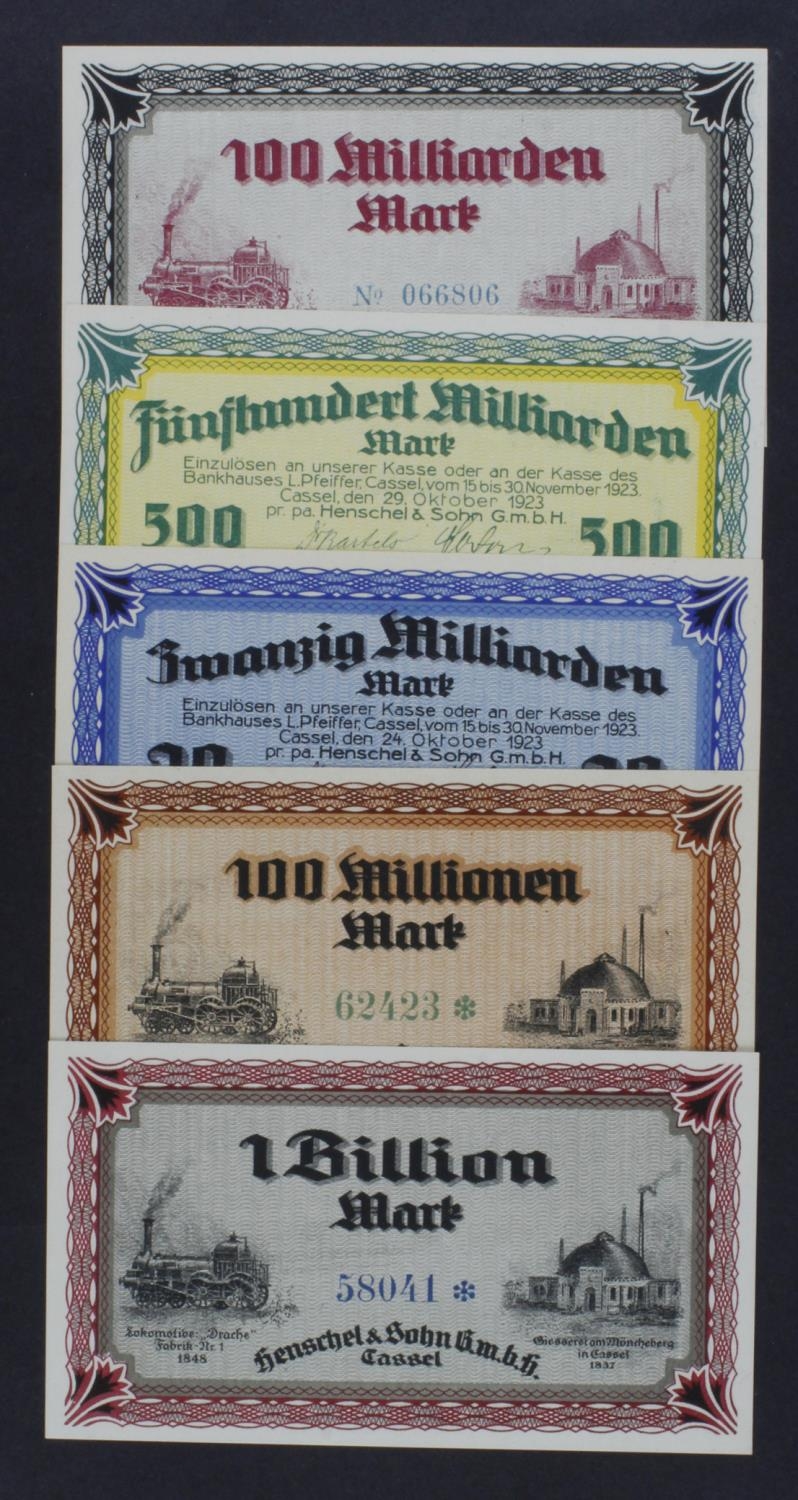 100 Milliarden
Mark
Nº 066806
Fünfhundert Milliarden
Mark
Einzulösen an unserer Kasse oder an der Kasse des
Bankhauses L.Pfeiffer, Cassel, vom 15 bis 30. November 1923.
Cassel, den 29. Oktober 1923
pr. pa. Henschel & Sohn G.m.b.H.
500 500
Zwanzig Milliarden
Mark
Einzulösen an unserer Kasse oder an der Kasse des
Bankhauses L.Pfeiffer, Cassel, vom 15 bis 30. November 1923.
Cassel, den 24. Oktober 1923
pr. pa. Henschel & Sohn G.m.b.H.
20 20
100 Millionen
Mark
62423 *
1 Billion
Mark
58041 *
Lokomotive: „Drache"
Fabrik-Nr. 1
1848
Henschel & Sohn G.m.b.H.
Cassel
Giesserei am Möncheberg
in Cassel
1837